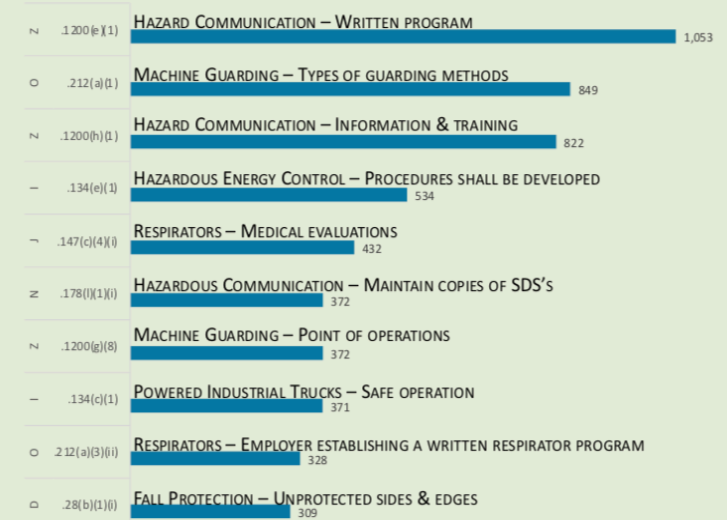 HAZARD COMMUNICATION – WRITTEN PROGRAM
Z .1200(e)(1) 1,053
MACHINE GUARDING – TYPES OF GUARDING METHODS
O .212(a)(1) 849
HAZARD COMMUNICATION – INFORMATION & TRAINING
Z .1200(h)(1) 822
HAZARDOUS ENERGY CONTROL – PROCEDURES SHALL BE DEVELOPED
I .134(e)(1) 534
RESPIRATORS – MEDICAL EVALUATIONS
J .147(c)(4)(i) 432
HAZARDOUS COMMUNICATION – MAINTAIN COPIES OF SDS'S
N .178(l)(1)(i) 372
MACHINE GUARDING – POINT OF OPERATIONS
Z .1200(g)(8) 372
POWERED INDUSTRIAL TRUCKS – SAFE OPERATION
I .134(c)(1) 371
RESPIRATORS – EMPLOYER ESTABLISHING A WRITTEN RESPIRATOR PROGRAM
O .212(a)(3)(ii) 328
FALL PROTECTION – UNPROTECTED SIDES & EDGES
D .28(b)(1)(i) 309